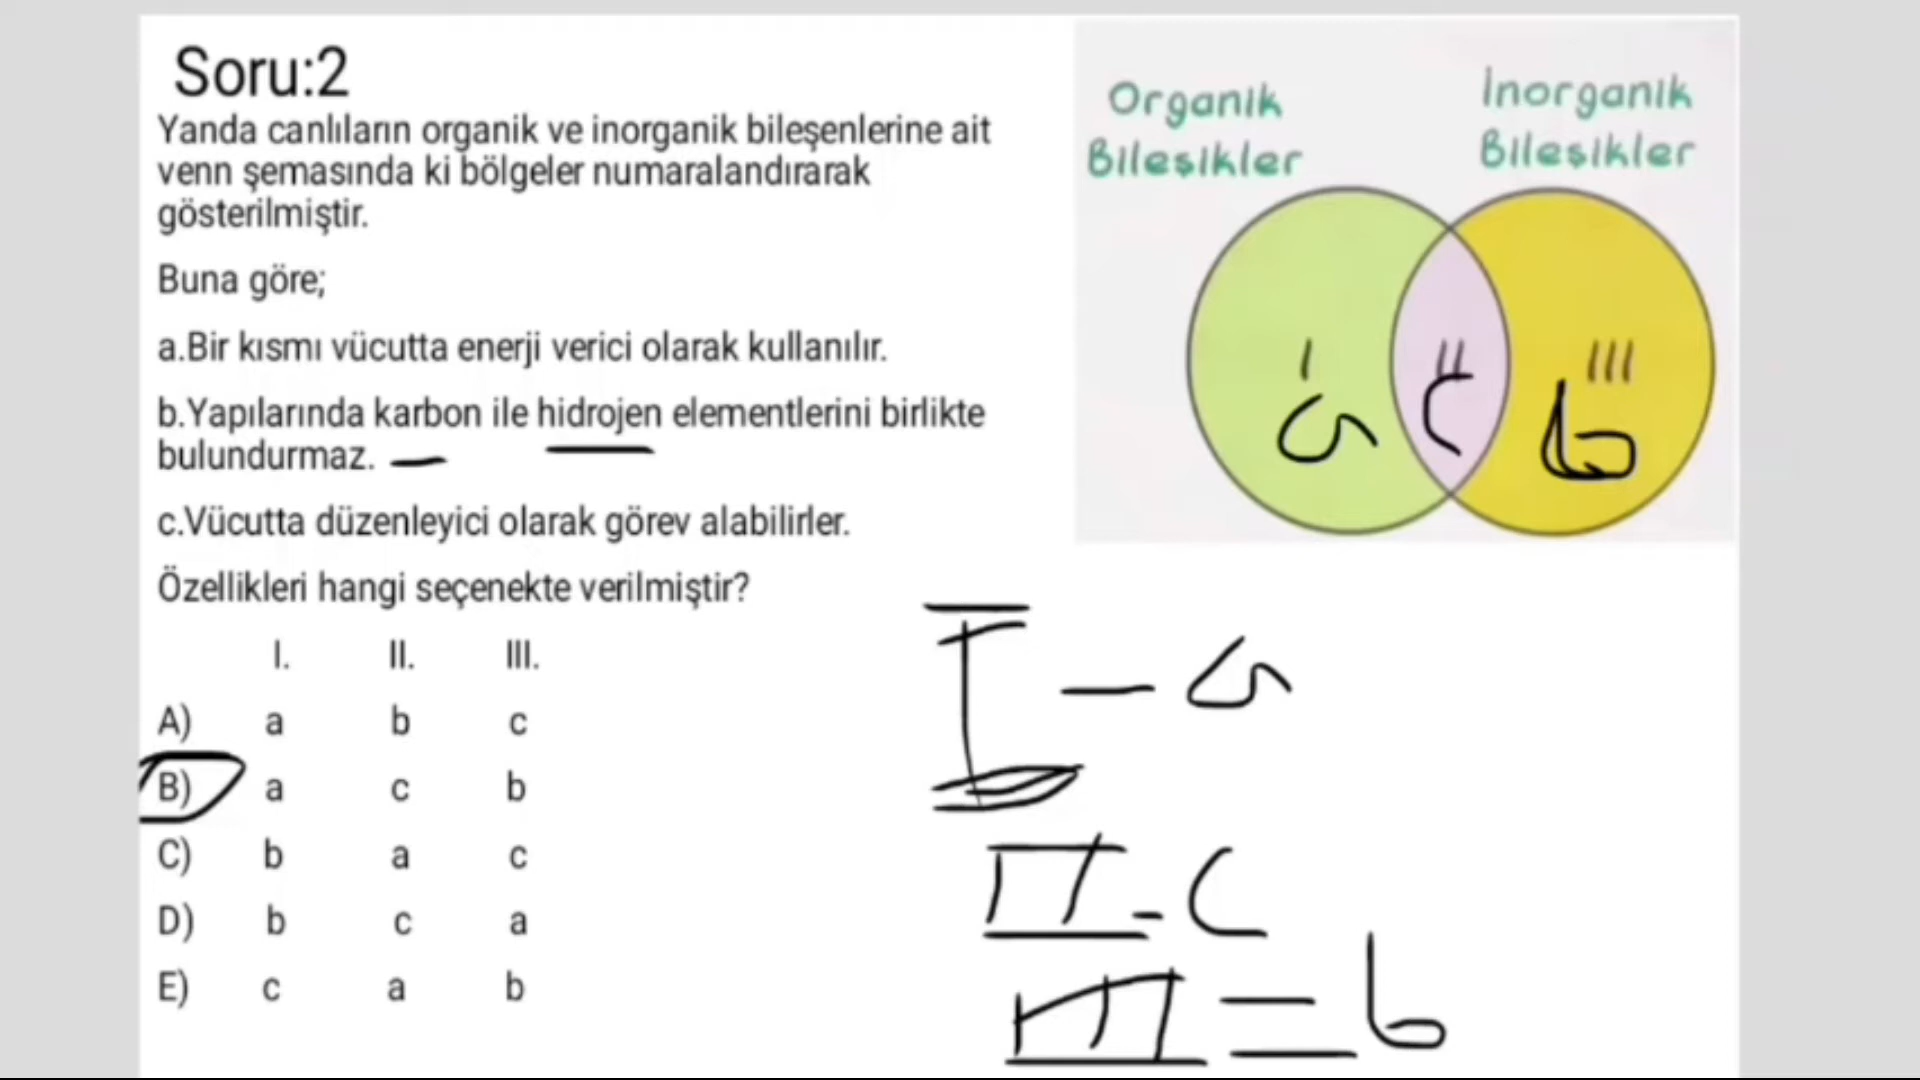 Soru:2
Yanda canlıların organik ve inorganik bileşenlerine ait
venn şemasında ki bölgeler numaralandırarak
gösterilmiştir.
Buna göre;
a.Bir kısmı vücutta enerji verici olarak kullanılır.
b.Yapılarında karbon ile hidrojen elementlerini birlikte
bulundurmaz.
c.Vücutta düzenleyici olarak görev alabilirler.
Özellikleri hangi seçenekte verilmiştir?
I. II. III.
A) a b c
B) a c b
C) b a c
D) b c a
E) c a b
Organik
Bileşikler
İnorganik
Bileşikler
I II III
a c b
I - a
II - c
III = b